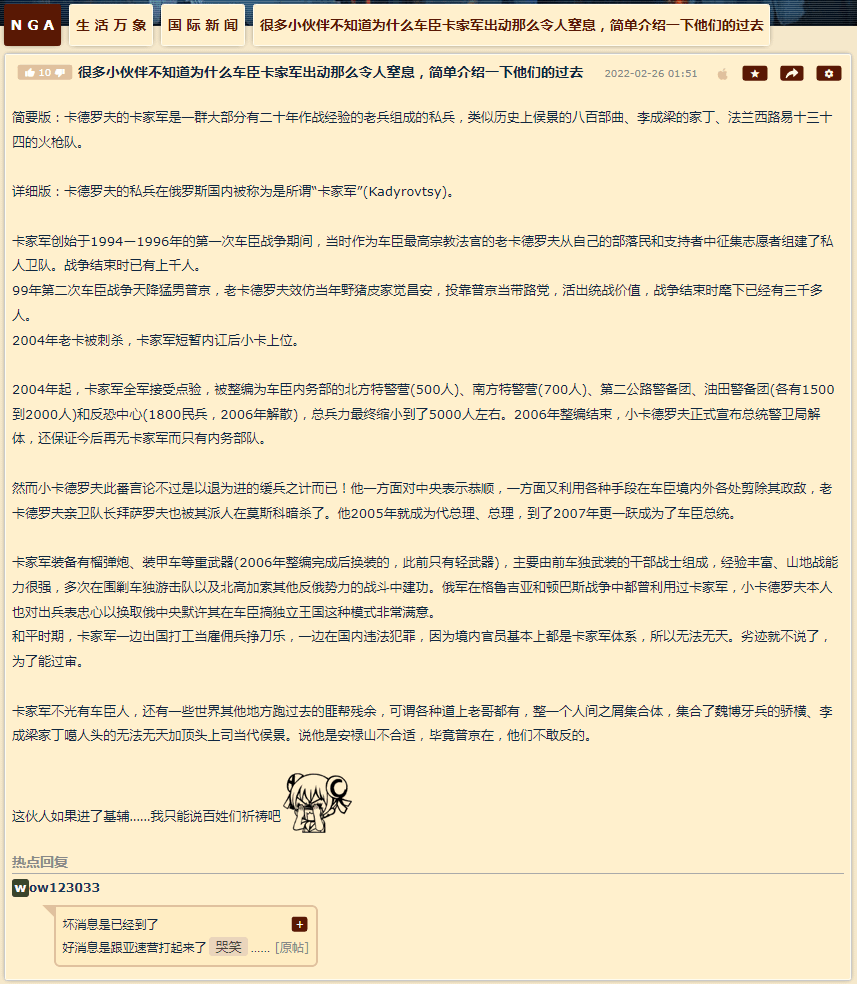 NGA 生活万象 国际新闻 很多小伙伴不知道为什么车臣卡家军出动那么令人窒息，简单介绍一下他们的过去
10 很多小伙伴不知道为什么车臣卡家军出动那么令人窒息，简单介绍一下他们的过去 2022-02-26 01:51
简要版：卡德罗夫的卡家军是一群大部分有二十年作战经验的老兵组成的私兵，类似历史上侯景的八百部曲、李成梁的家丁、法兰西路易十三十
四的火枪队。
详细版：卡德罗夫的私兵在俄罗斯国内被称为是所谓“卡家军”(Kadyrovtsy)。
卡家军创始于1994—1996年的第一次车臣战争期间，当时作为车臣最高宗教法官的老卡德罗夫从自己的部落民和支持者中征集志愿者组建了私
人卫队。战争结束时已有上千人。
99年第二次车臣战争天降猛男普京，老卡德罗夫效仿当年野猪皮家觉昌安，投靠普京当带路党，活出统战价值，战争结束时麾下已经有三千多
人。
2004年老卡被刺杀，卡家军短暂内讧后小卡上位。
2004年起，卡家军全军接受点验，被整编为车臣内务部的北方特警营(500人)、南方特警营(700人)、第二公路警备团、油田警备团(各有1500
到2000人)和反恐中心(1800民兵，2006年解散)，总兵力最终缩小到了5000人左右。2006年整编结束，小卡德罗夫正式宣布总统警卫局解
体，还保证今后再无卡家军而只有内务部队。
然而小卡德罗夫此番言论不过是以退为进的缓兵之计而已！他一方面对中央表示恭顺，一方面又利用各种手段在车臣境内外各处剪除其政敌，老
卡德罗夫亲卫队长拜萨罗夫也被其派人在莫斯科暗杀了。他2005年就成为代总理、总理，到了2007年更一跃成为了车臣总统。
卡家军装备有榴弹炮、装甲车等重武器(2006年整编完成后换装的，此前只有轻武器)，主要由前车独武装的干部战士组成，经验丰富、山地战能
力很强，多次在围剿车独游击队以及北高加索其他反俄势力的战斗中建功。俄军在格鲁吉亚和顿巴斯战争中都曾利用过卡家军，小卡德罗夫本人
也对出兵表忠心以换取俄中央默许其在车臣搞独立王国这种模式非常满意。
和平时期，卡家军一边出国打工当雇佣兵挣刀乐，一边在国内违法犯罪，因为境内官员基本上都是卡家军体系，所以无法无天。劣迹就不说了，
为了能过审。
卡家军不光有车臣人，还有一些世界其他地方跑过去的匪帮残余，可谓各种道上老哥都有，整一个人间之屑集合体，集合了魏博牙兵的骄横、李
成梁家丁噶人头的无法无天加顶头上司当代侯景。说他是安禄山不合适，毕竟普京在，他们不敢反的。
这伙人如果进了基辅......我只能说百姓们祈祷吧
热点回复
wow123033
坏消息是已经到了 +
好消息是跟亚速营打起来了 哭笑 ...... [原帖]